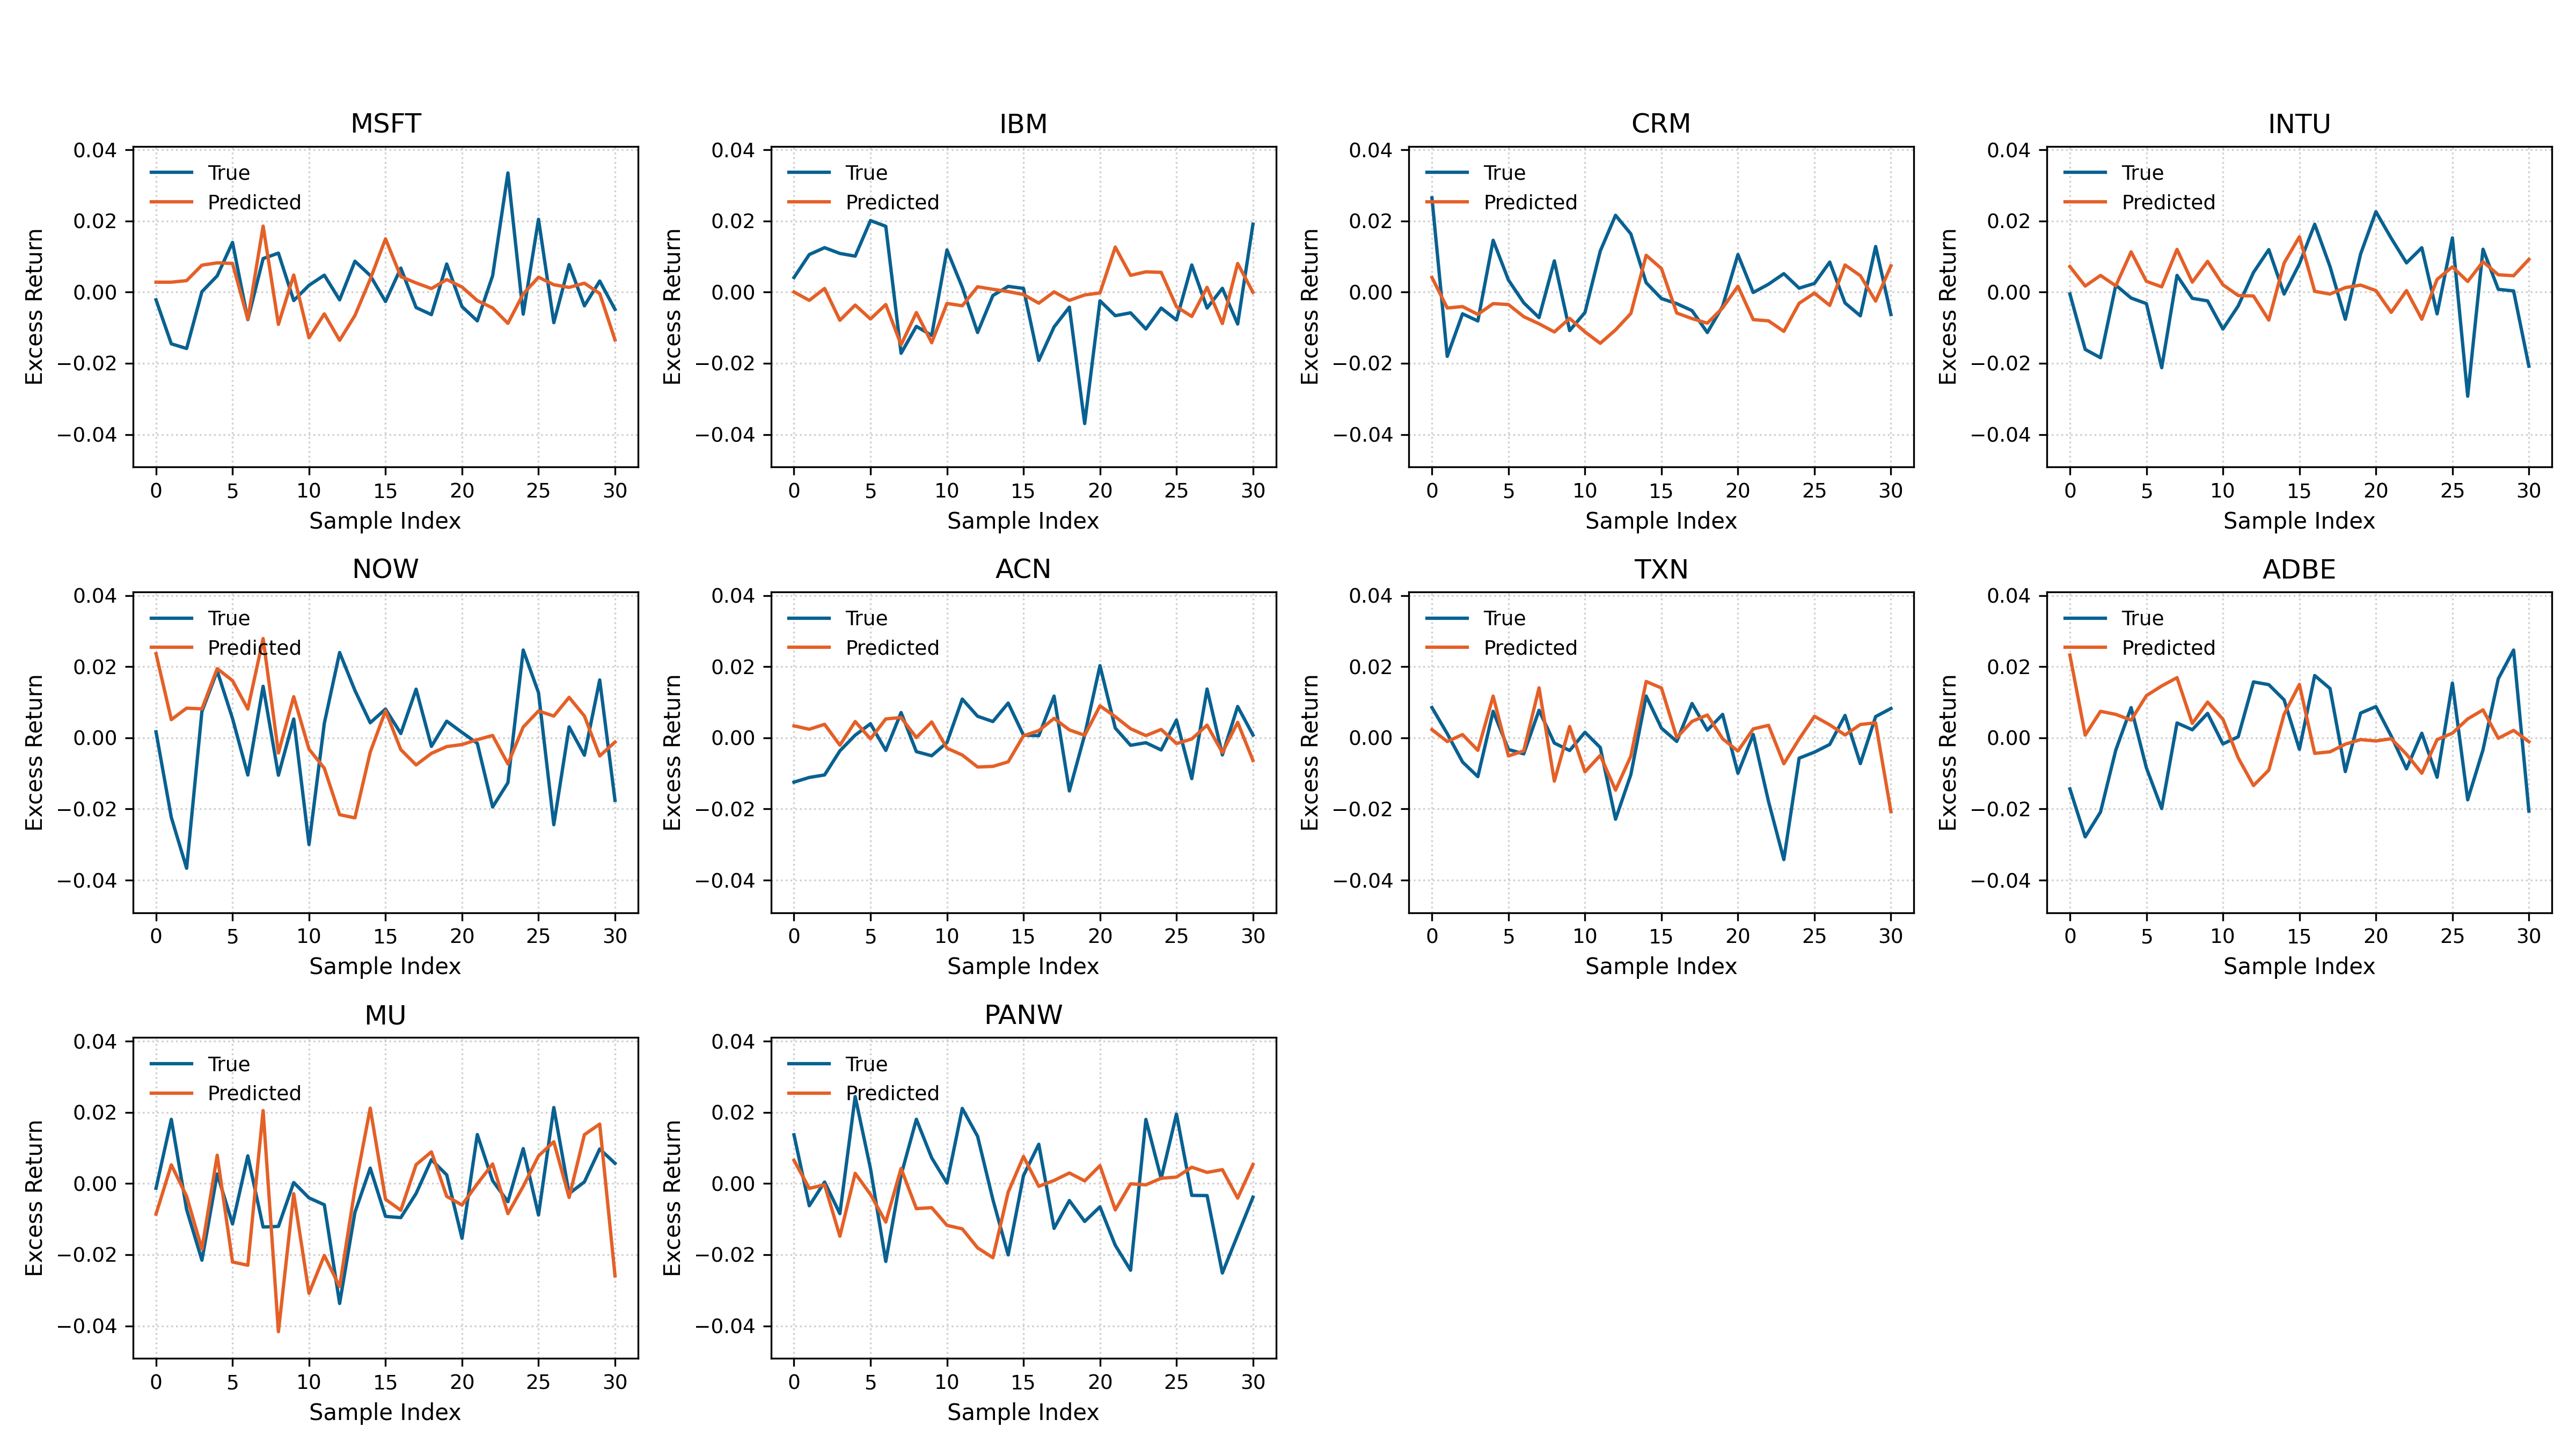 MSFT
Excess Return
0.04
0.02
0.00
−0.02
−0.04
True
Predicted
0 5 10 15 20 25 30
Sample Index
IBM
Excess Return
0.04
0.02
0.00
−0.02
−0.04
True
Predicted
0 5 10 15 20 25 30
Sample Index
CRM
Excess Return
0.04
0.02
0.00
−0.02
−0.04
True
Predicted
0 5 10 15 20 25 30
Sample Index
INTU
Excess Return
0.04
0.02
0.00
−0.02
−0.04
True
Predicted
0 5 10 15 20 25 30
Sample Index
NOW
Excess Return
0.04
0.02
0.00
−0.02
−0.04
True
Predicted
0 5 10 15 20 25 30
Sample Index
ACN
Excess Return
0.04
0.02
0.00
−0.02
−0.04
True
Predicted
0 5 10 15 20 25 30
Sample Index
TXN
Excess Return
0.04
0.02
0.00
−0.02
−0.04
True
Predicted
0 5 10 15 20 25 30
Sample Index
ADBE
Excess Return
0.04
0.02
0.00
−0.02
−0.04
True
Predicted
0 5 10 15 20 25 30
Sample Index
MU
Excess Return
0.04
0.02
0.00
−0.02
−0.04
True
Predicted
0 5 10 15 20 25 30
Sample Index
PANW
Excess Return
0.04
0.02
0.00
−0.02
−0.04
True
Predicted
0 5 10 15 20 25 30
Sample Index